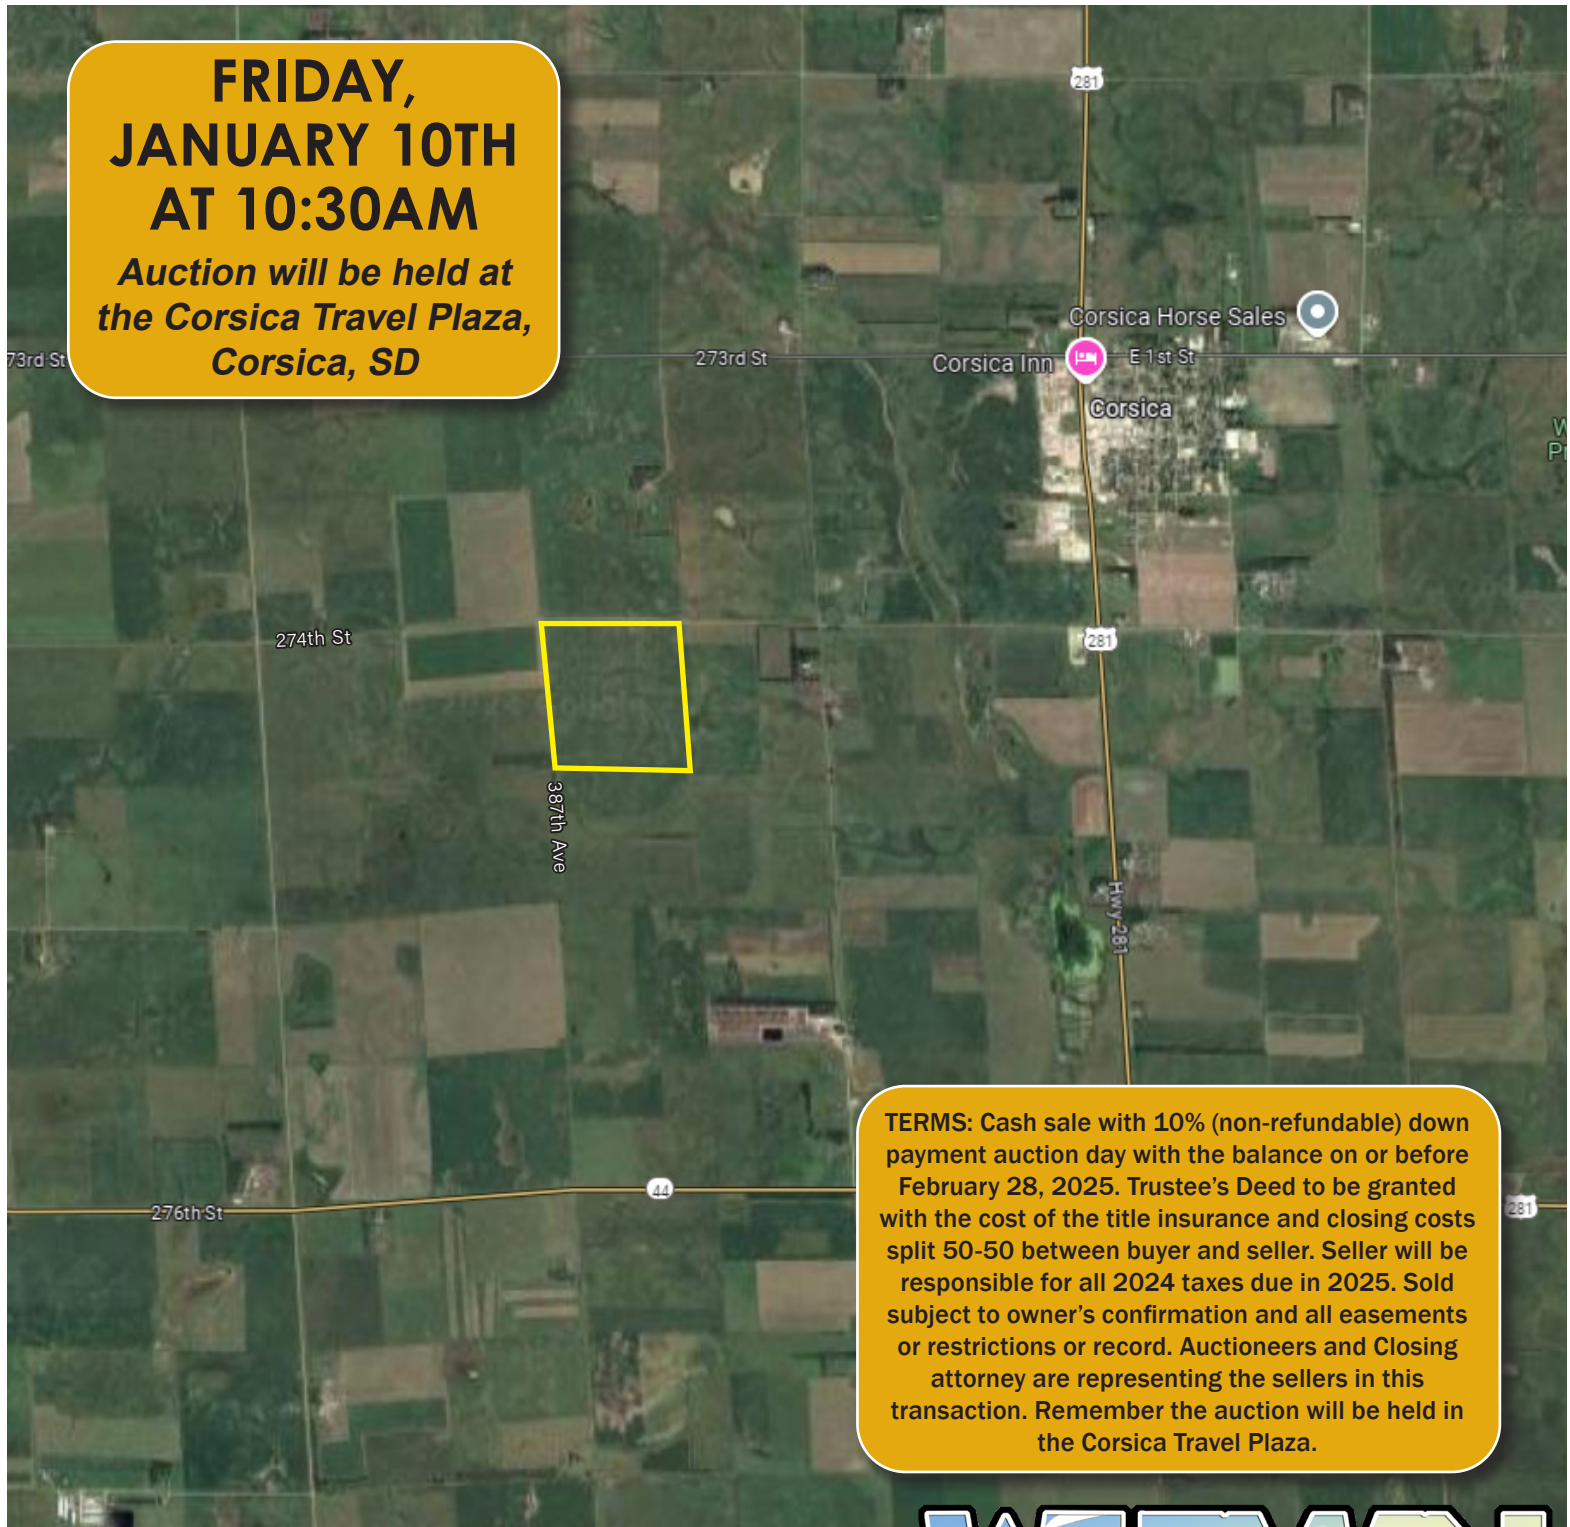 FRIDAY,
JANUARY 10TH
AT 10:30AM
Auction will be held at
the Corsica Travel Plaza,
Corsica, SD
281
Corsica Horse Sales
73rd St
273rd St
Corsica Inn
E 1st St
Corsica
W
Pr
274th St
281
387th Ave
Hwy 281
TERMS: Cash sale with 10% (non-refundable) down
payment auction day with the balance on or before
February 28, 2025. Trustee's Deed to be granted
with the cost of the title insurance and closing costs
split 50-50 between buyer and seller. Seller will be
responsible for all 2024 taxes due in 2025. Sold
subject to owner's confirmation and all easements
or restrictions or record. Auctioneers and Closing
attorney are representing the sellers in this
transaction. Remember the auction will be held in
the Corsica Travel Plaza.
44
276th St
281